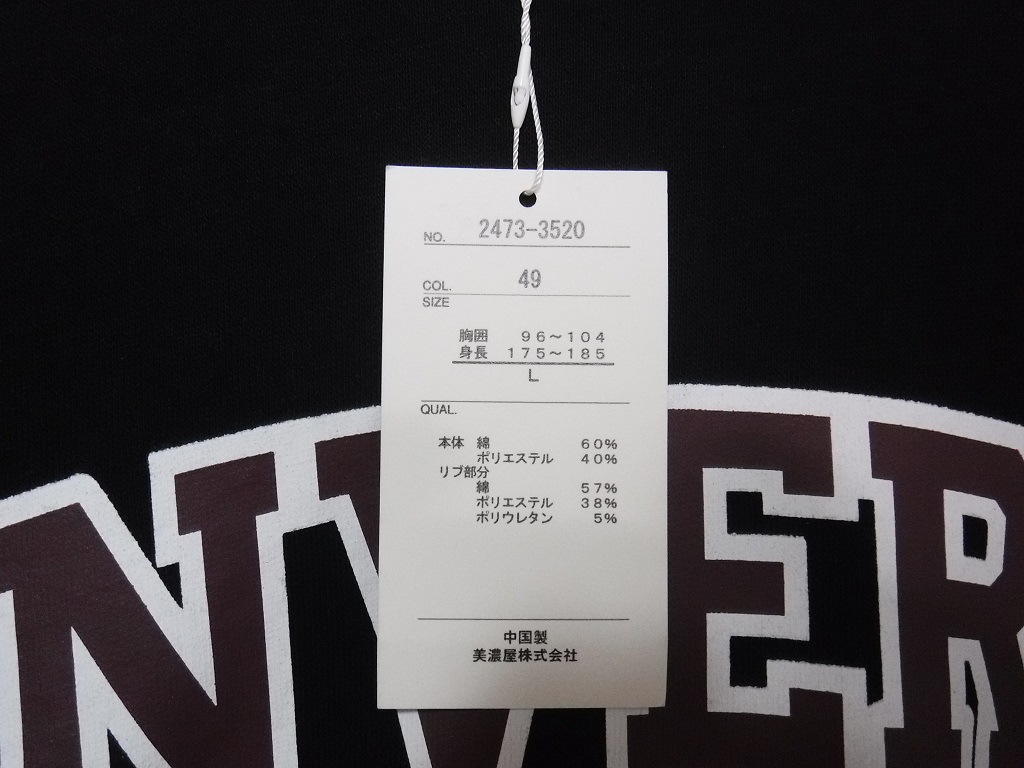 NO. 2473-3520
COL. 49
SIZE
胸囲 96～104
身長 175～185
L
QUAL.
本体 綿 60%
ポリエステル 40%
リブ部分
綿 57%
ポリエステル 38%
ポリウレタン 5%
中国製
美濃屋株式会社
NVER